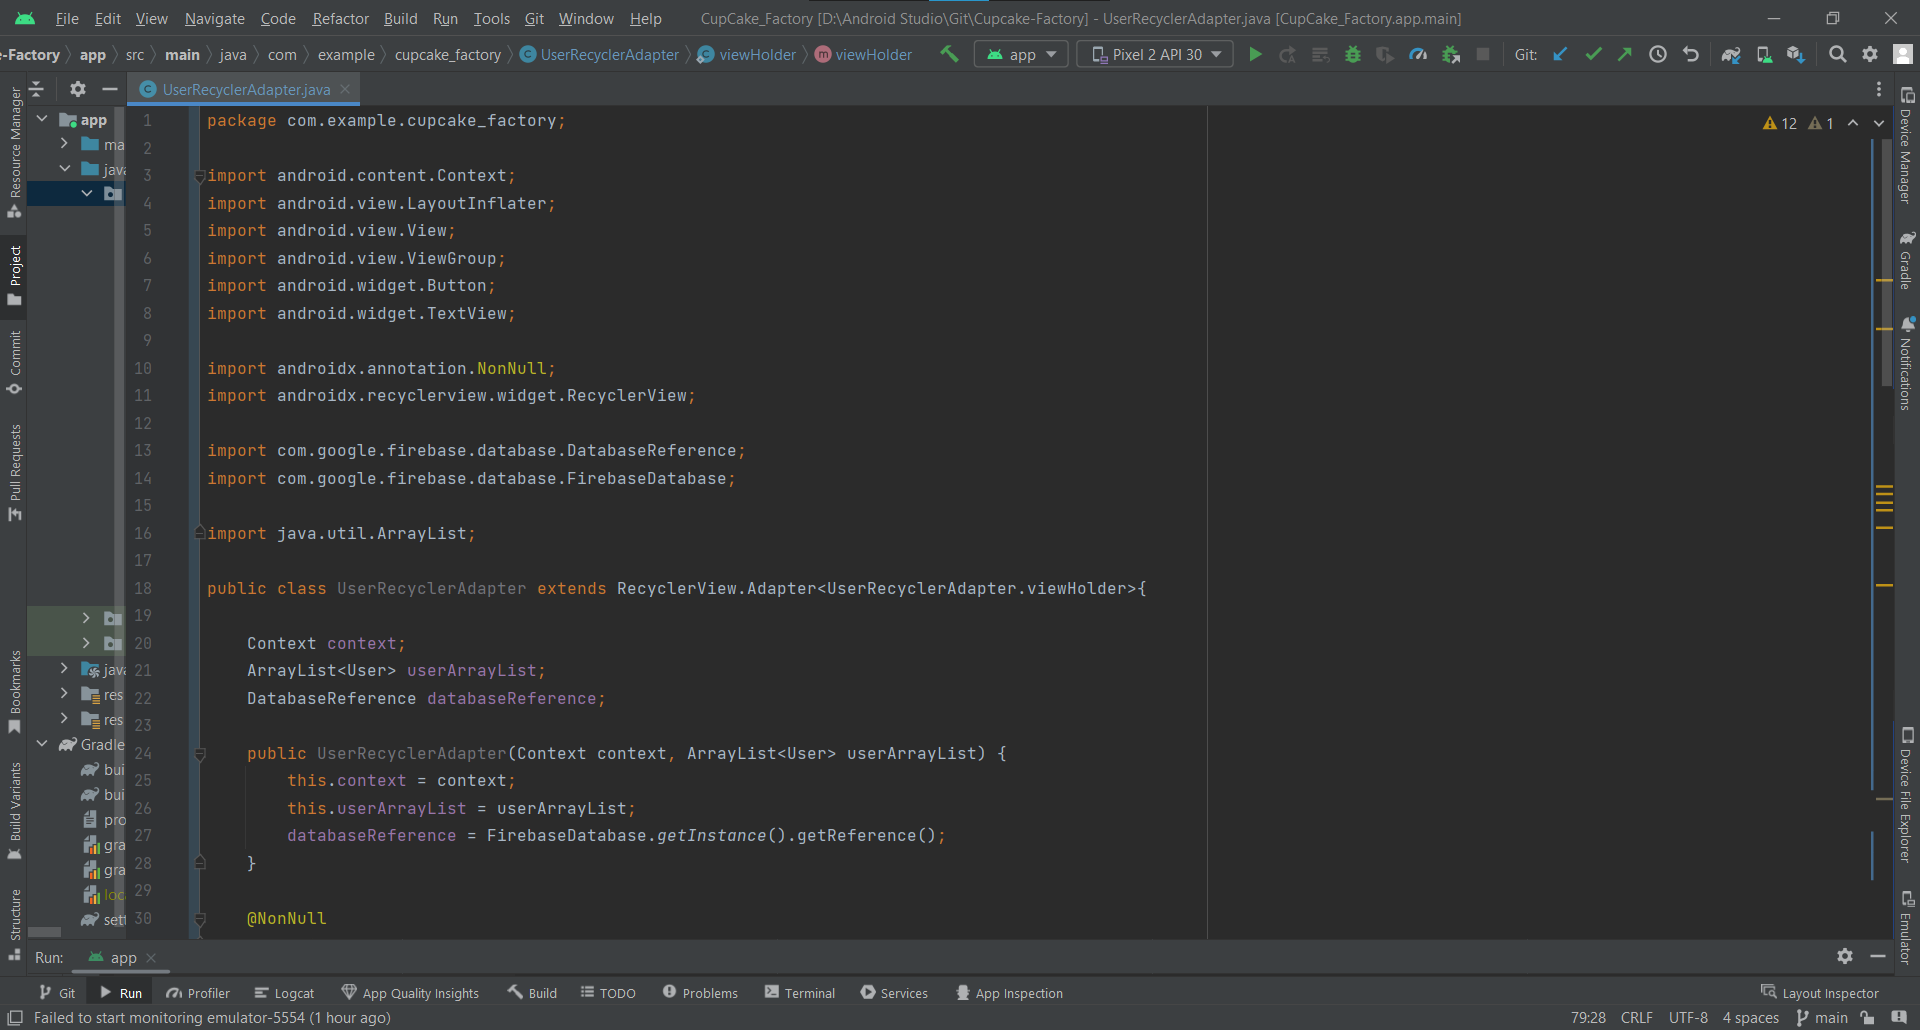 File Edit View Navigate Code Refactor Build Run Tools Git Window Help CupCake_Factory [D:\Android Studio\Git\Cupcake-Factory] - UserRecyclerAdapter.java [CupCake_Factory.app.main]
e-Factory app src main java com example cupcake_factory UserRecyclerAdapter viewHolder viewHolder app Pixel 2 API 30 Git:
UserRecyclerAdapter.java
Resource Manager
Project
Commit
Pull Requests
Bookmarks
Build Variants
Structure
app
ma
java
java
res
res
Gradle
bui
bui
pro
gra
gra
loc
sett
12 1
1 package com.example.cupcake_factory;
2
3 import android.content.Context;
4 import android.view.LayoutInflater;
5 import android.view.View;
6 import android.view.ViewGroup;
7 import android.widget.Button;
8 import android.widget.TextView;
9
10 import androidx.annotation.NonNull;
11 import androidx.recyclerview.widget.RecyclerView;
12
13 import com.google.firebase.database.DatabaseReference;
14 import com.google.firebase.database.FirebaseDatabase;
15
16 import java.util.ArrayList;
17
18 public class UserRecyclerAdapter extends RecyclerView.Adapter<UserRecyclerAdapter.viewHolder>{
19
20 Context context;
21 ArrayList<User> userArrayList;
22 DatabaseReference databaseReference;
23
24 public UserRecyclerAdapter(Context context, ArrayList<User> userArrayList) {
25 this.context = context;
26 this.userArrayList = userArrayList;
27 databaseReference = FirebaseDatabase.getInstance().getReference();
28 }
29
30 @NonNull
Device Manager
Gradle
Notifications
Device File Explorer
Emulator
Run: app
Git Run Profiler Logcat App Quality Insights Build TODO Problems Terminal Services App Inspection Layout Inspector
Failed to start monitoring emulator-5554 (1 hour ago) 79:28 CRLF UTF-8 4 spaces main